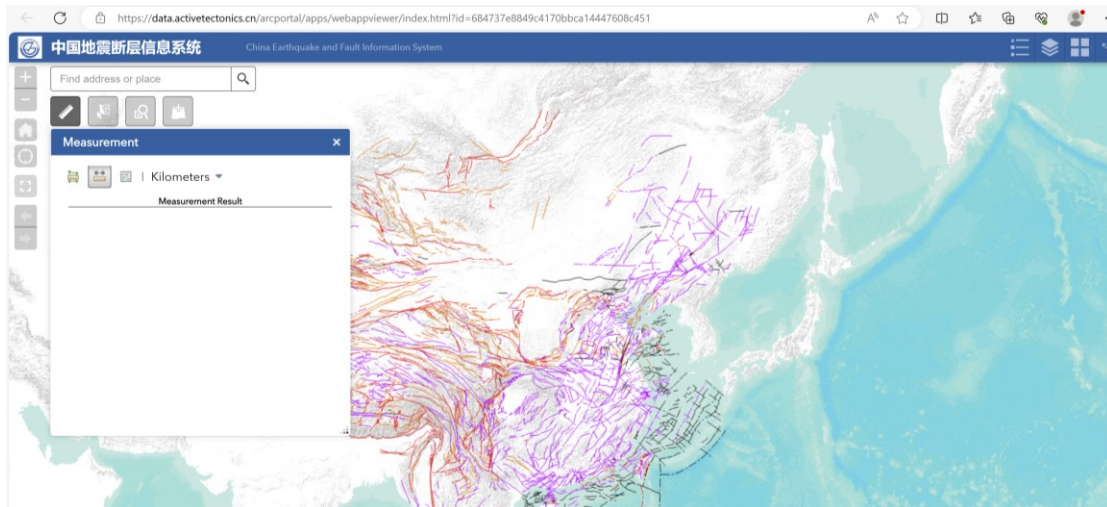 https://data.activetectonics.cn/arcportal/apps/webappviewer/index.html?id=684737e8849c4170bbca14447608c451
中国地震断层信息系统 China Earthquake and Fault Information System
Find address or place
Measurement
Kilometers
Measurement Result